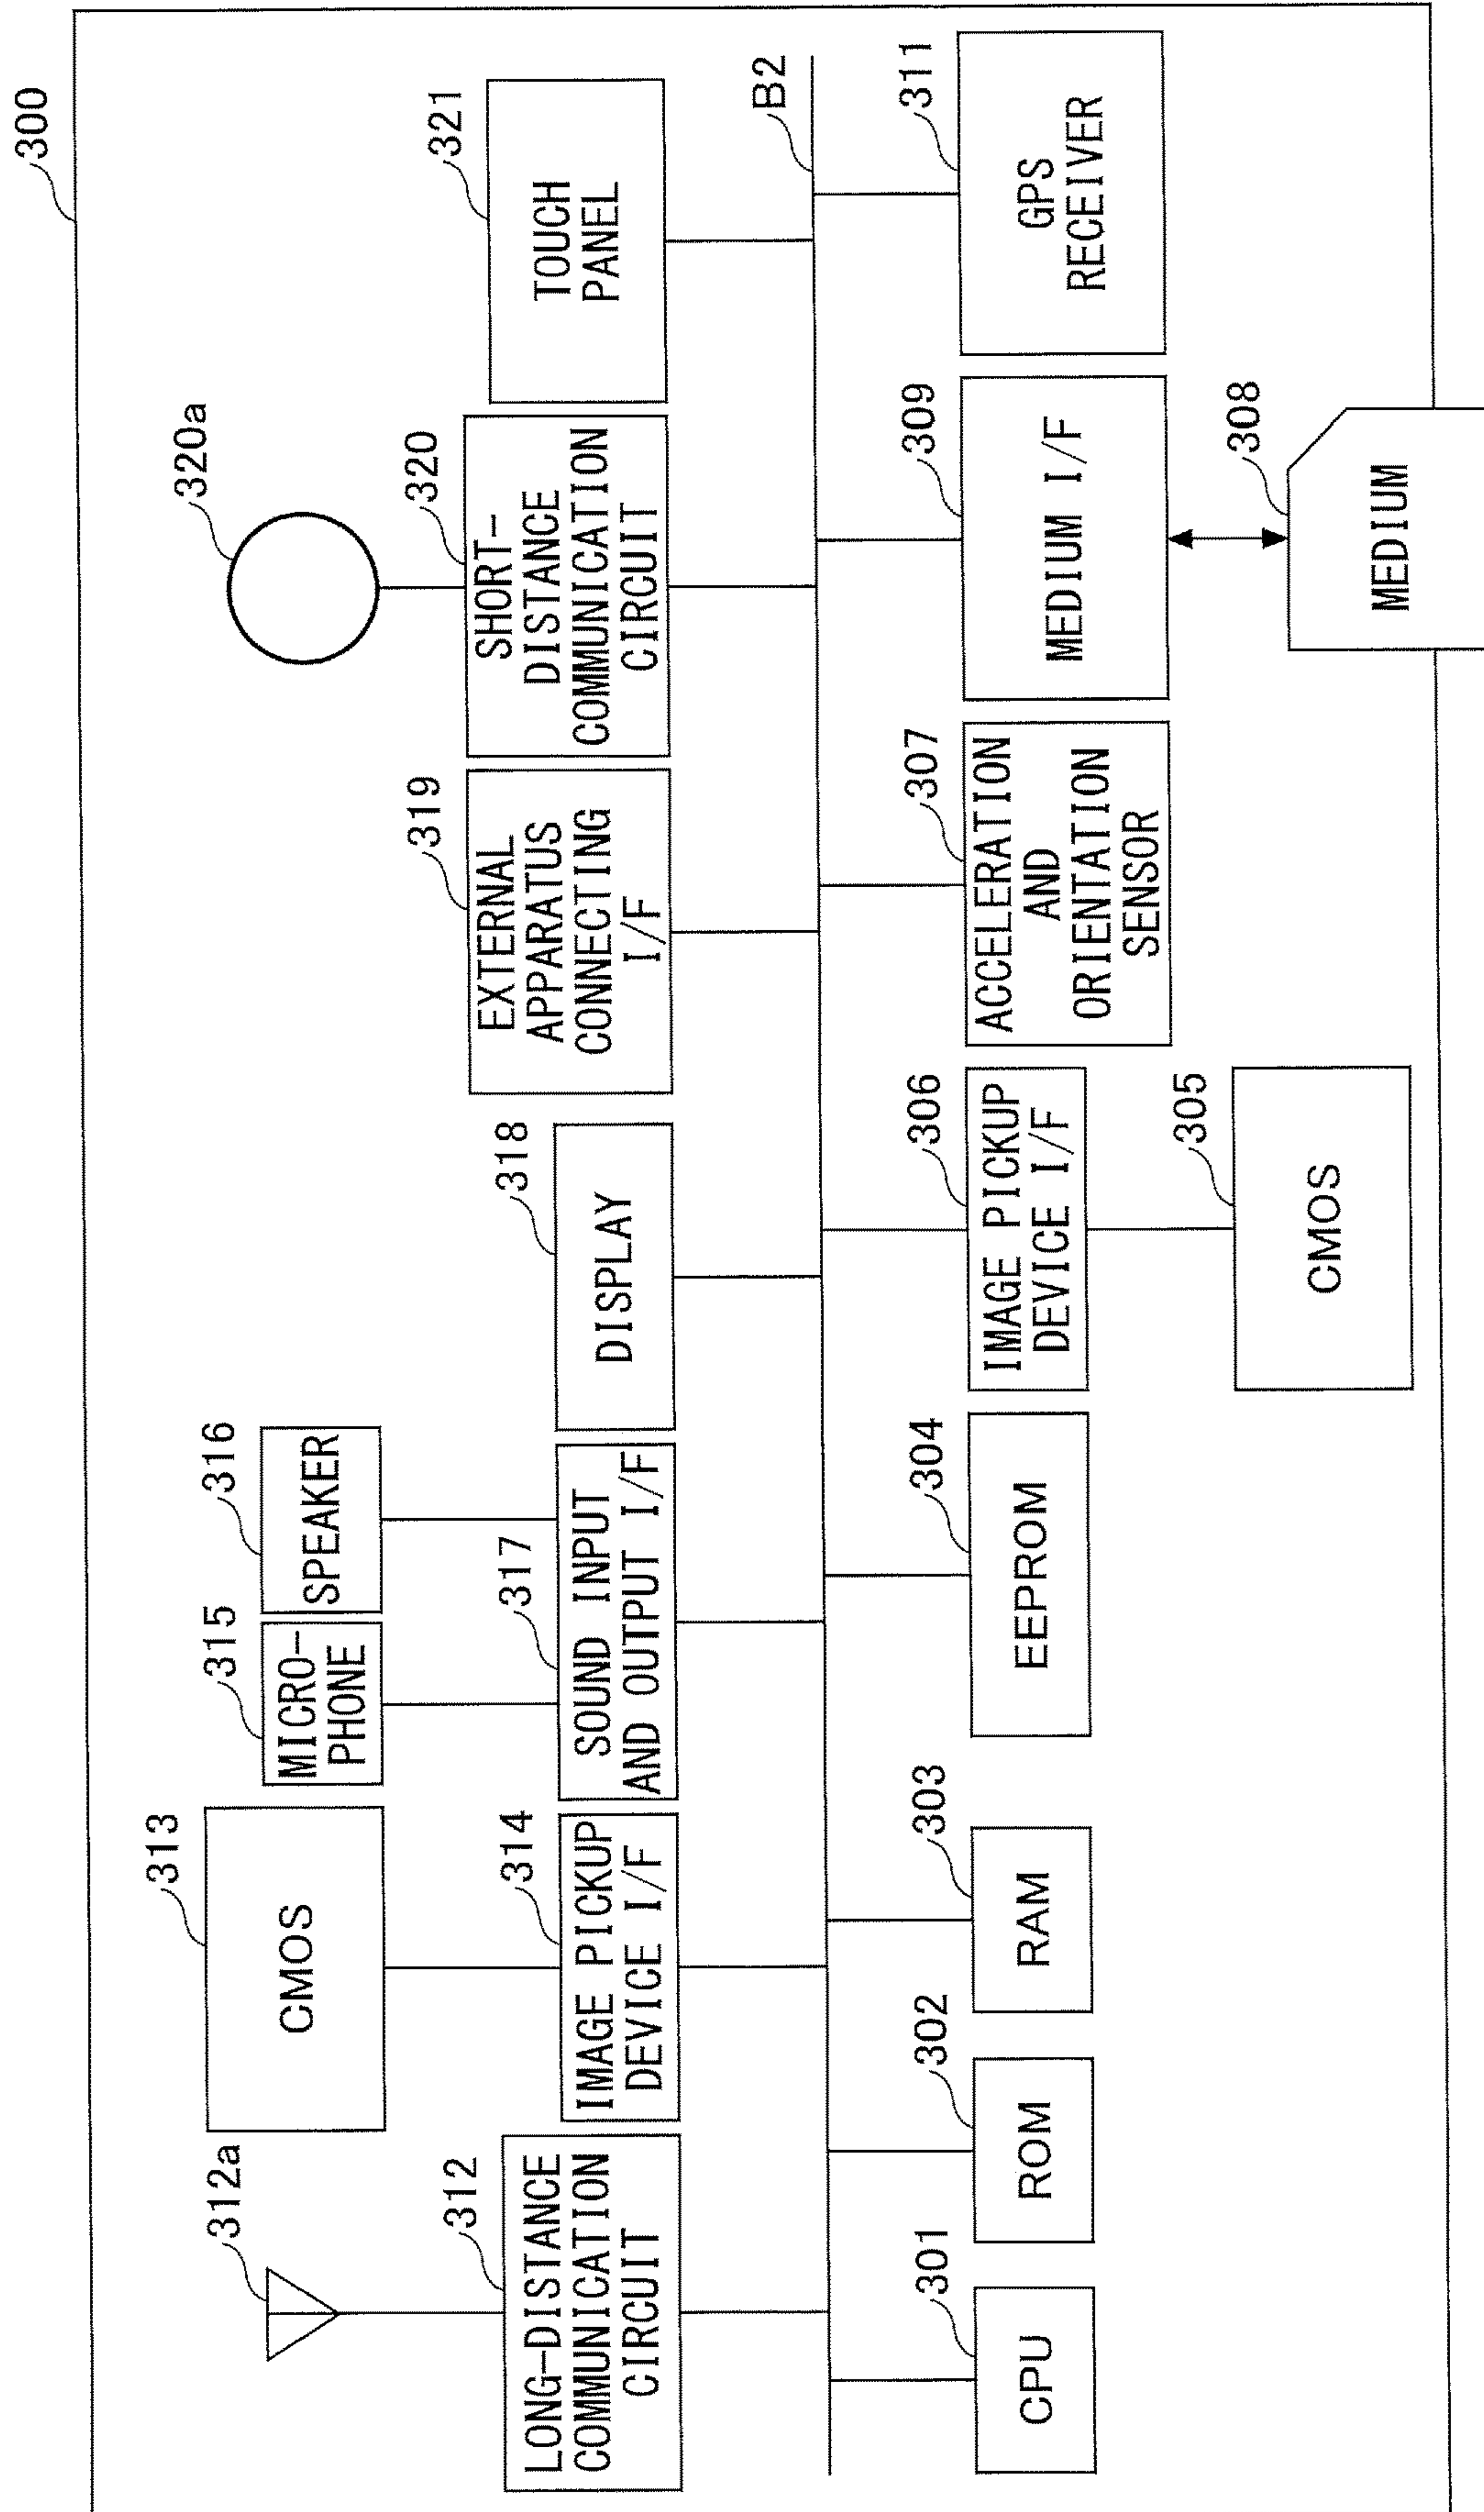 300
312a
313
315
316
320a
312
LONG-DISTANCE
COMMUNICATION
CIRCUIT
CMOS
314
IMAGE PICKUP
DEVICE I/F
MICRO-
PHONE
SPEAKER
317
SOUND INPUT
AND OUTPUT I/F
318
DISPLAY
319
EXTERNAL
APPARATUS
CONNECTING
I/F
320
SHORT-
DISTANCE
COMMUNICATION
CIRCUIT
321
TOUCH
PANEL
B2
301
CPU
302
ROM
303
RAM
304
EEPROM
306
IMAGE PICKUP
DEVICE I/F
305
CMOS
307
ACCELERATION
AND
ORIENTATION
SENSOR
309
MEDIUM I/F
308
MEDIUM
311
GPS
RECEIVER